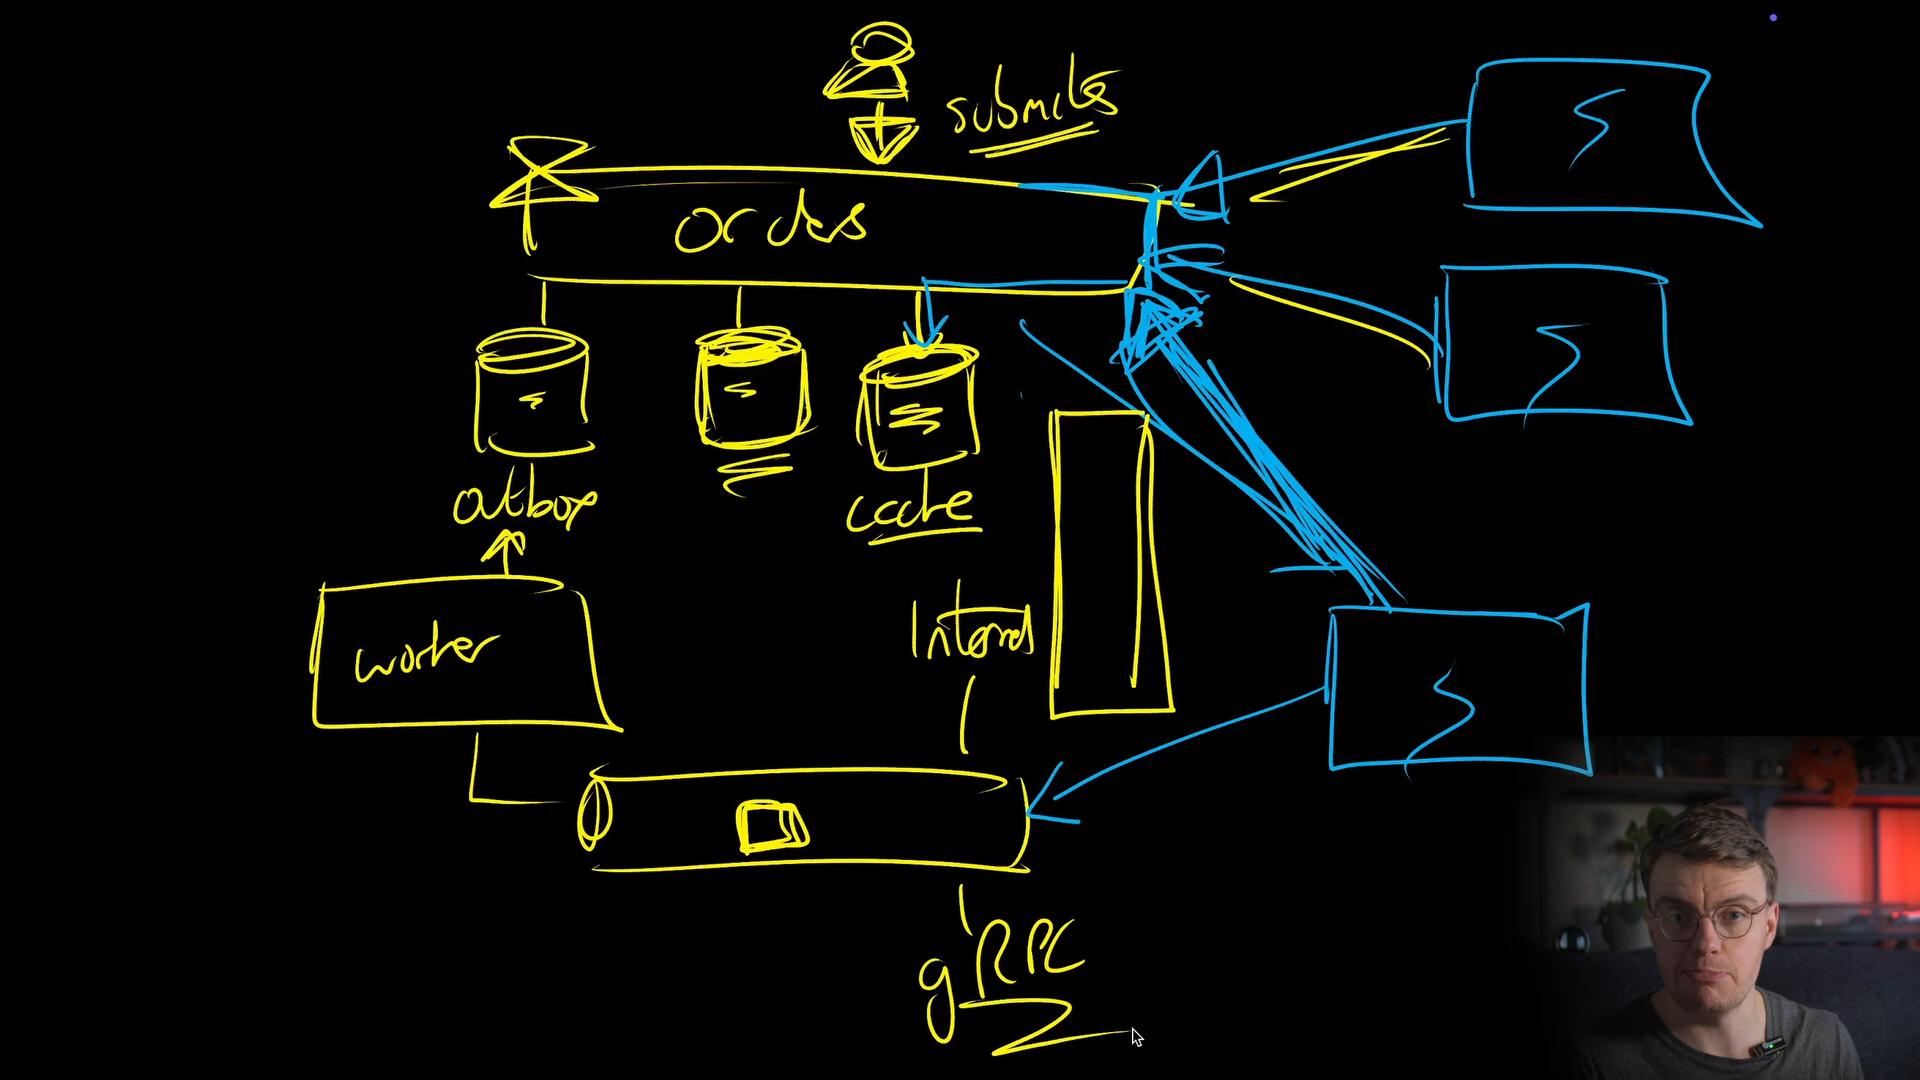 submits
orders
outbox
cache
worker
Internal
gRPC